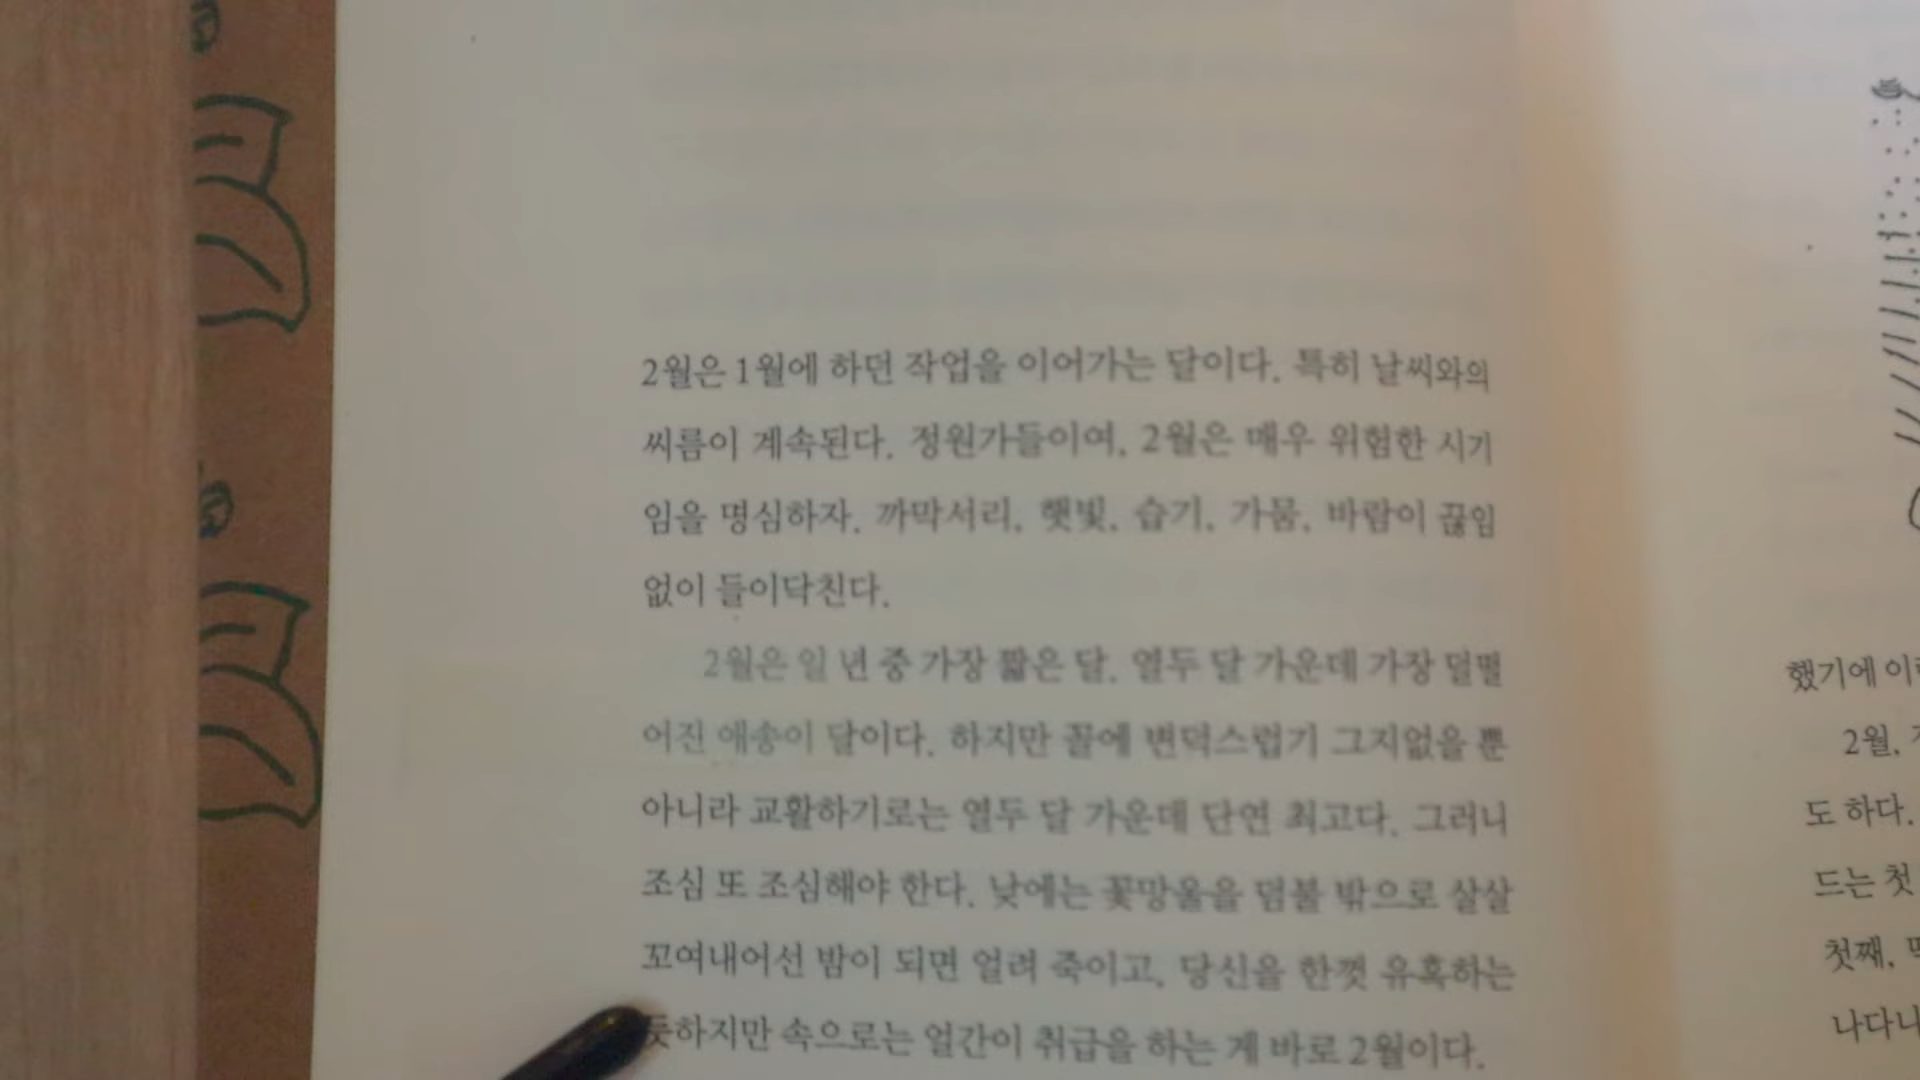 2월은 1월에 하던 작업을 이어가는 달이다. 특히 날씨와의
씨름이 계속된다. 정원가들이여, 2월은 매우 위험한 시기
임을 명심하자. 까막서리, 햇빛, 습기, 가뭄, 바람이 끊임
없이 들이닥친다.
2월은 일 년 중 가장 짧은 달, 열두 달 가운데 가장 덜떨
어진 애송이 달이다. 하지만 꼴에 변덕스럽기 그지없을 뿐
아니라 교활하기로는 열두 달 가운데 단연 최고다. 그러니
조심 또 조심해야 한다. 낮에는 꽃망울을 덤불 밖으로 살살
꼬여내어선 밤이 되면 얼려 죽이고, 당신을 한껏 유혹하는
듯하지만 속으로는 얼간이 취급을 하는 게 바로 2월이다.
했기에
2월,
도 하다.
드는 첫
첫째,
나다니